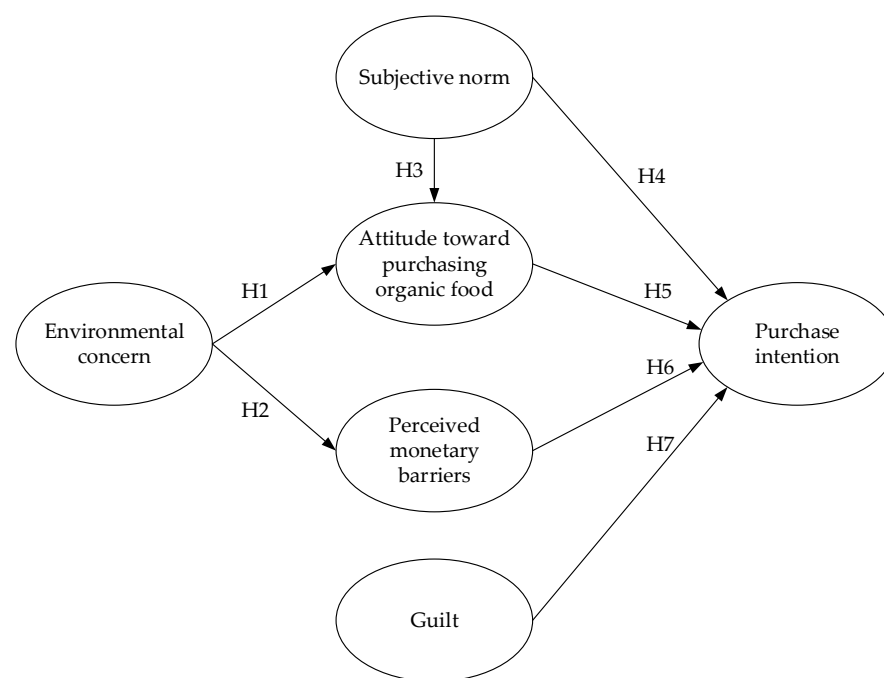 Subjective norm
H3
H4
Attitude toward
purchasing
organic food
H1
H5
Environmental
concern
Purchase
intention
H2
H6
Perceived
monetary
barriers
H7
Guilt